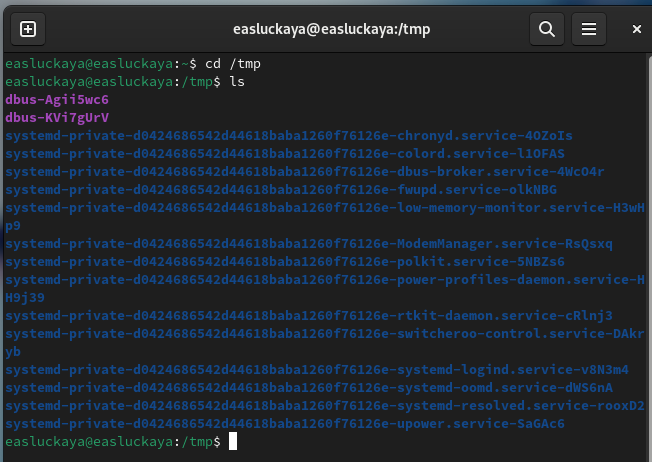 easluckaya@easluckaya:/tmp
easluckaya@easluckaya:~$ cd /tmp
easluckaya@easluckaya:/tmp$ ls
dbus-Agii5wc6
dbus-KVi7gUrV
systemd-private-d0424686542d44618baba1260f76126e-chronyd.service-4OZoIs
systemd-private-d0424686542d44618baba1260f76126e-colord.service-l1OFAS
systemd-private-d0424686542d44618baba1260f76126e-dbus-broker.service-4WcO4r
systemd-private-d0424686542d44618baba1260f76126e-fwupd.service-olkNBG
systemd-private-d0424686542d44618baba1260f76126e-low-memory-monitor.service-H3wH
p9
systemd-private-d0424686542d44618baba1260f76126e-ModemManager.service-RsQsxq
systemd-private-d0424686542d44618baba1260f76126e-polkit.service-5NBZs6
systemd-private-d0424686542d44618baba1260f76126e-power-profiles-daemon.service-H
H9j39
systemd-private-d0424686542d44618baba1260f76126e-rtkit-daemon.service-cRlnj3
systemd-private-d0424686542d44618baba1260f76126e-switcheroo-control.service-DAkr
yb
systemd-private-d0424686542d44618baba1260f76126e-systemd-logind.service-v8N3m4
systemd-private-d0424686542d44618baba1260f76126e-systemd-oomd.service-dWS6nA
systemd-private-d0424686542d44618baba1260f76126e-systemd-resolved.service-rooxD2
systemd-private-d0424686542d44618baba1260f76126e-upower.service-SaGAc6
easluckaya@easluckaya:/tmp$